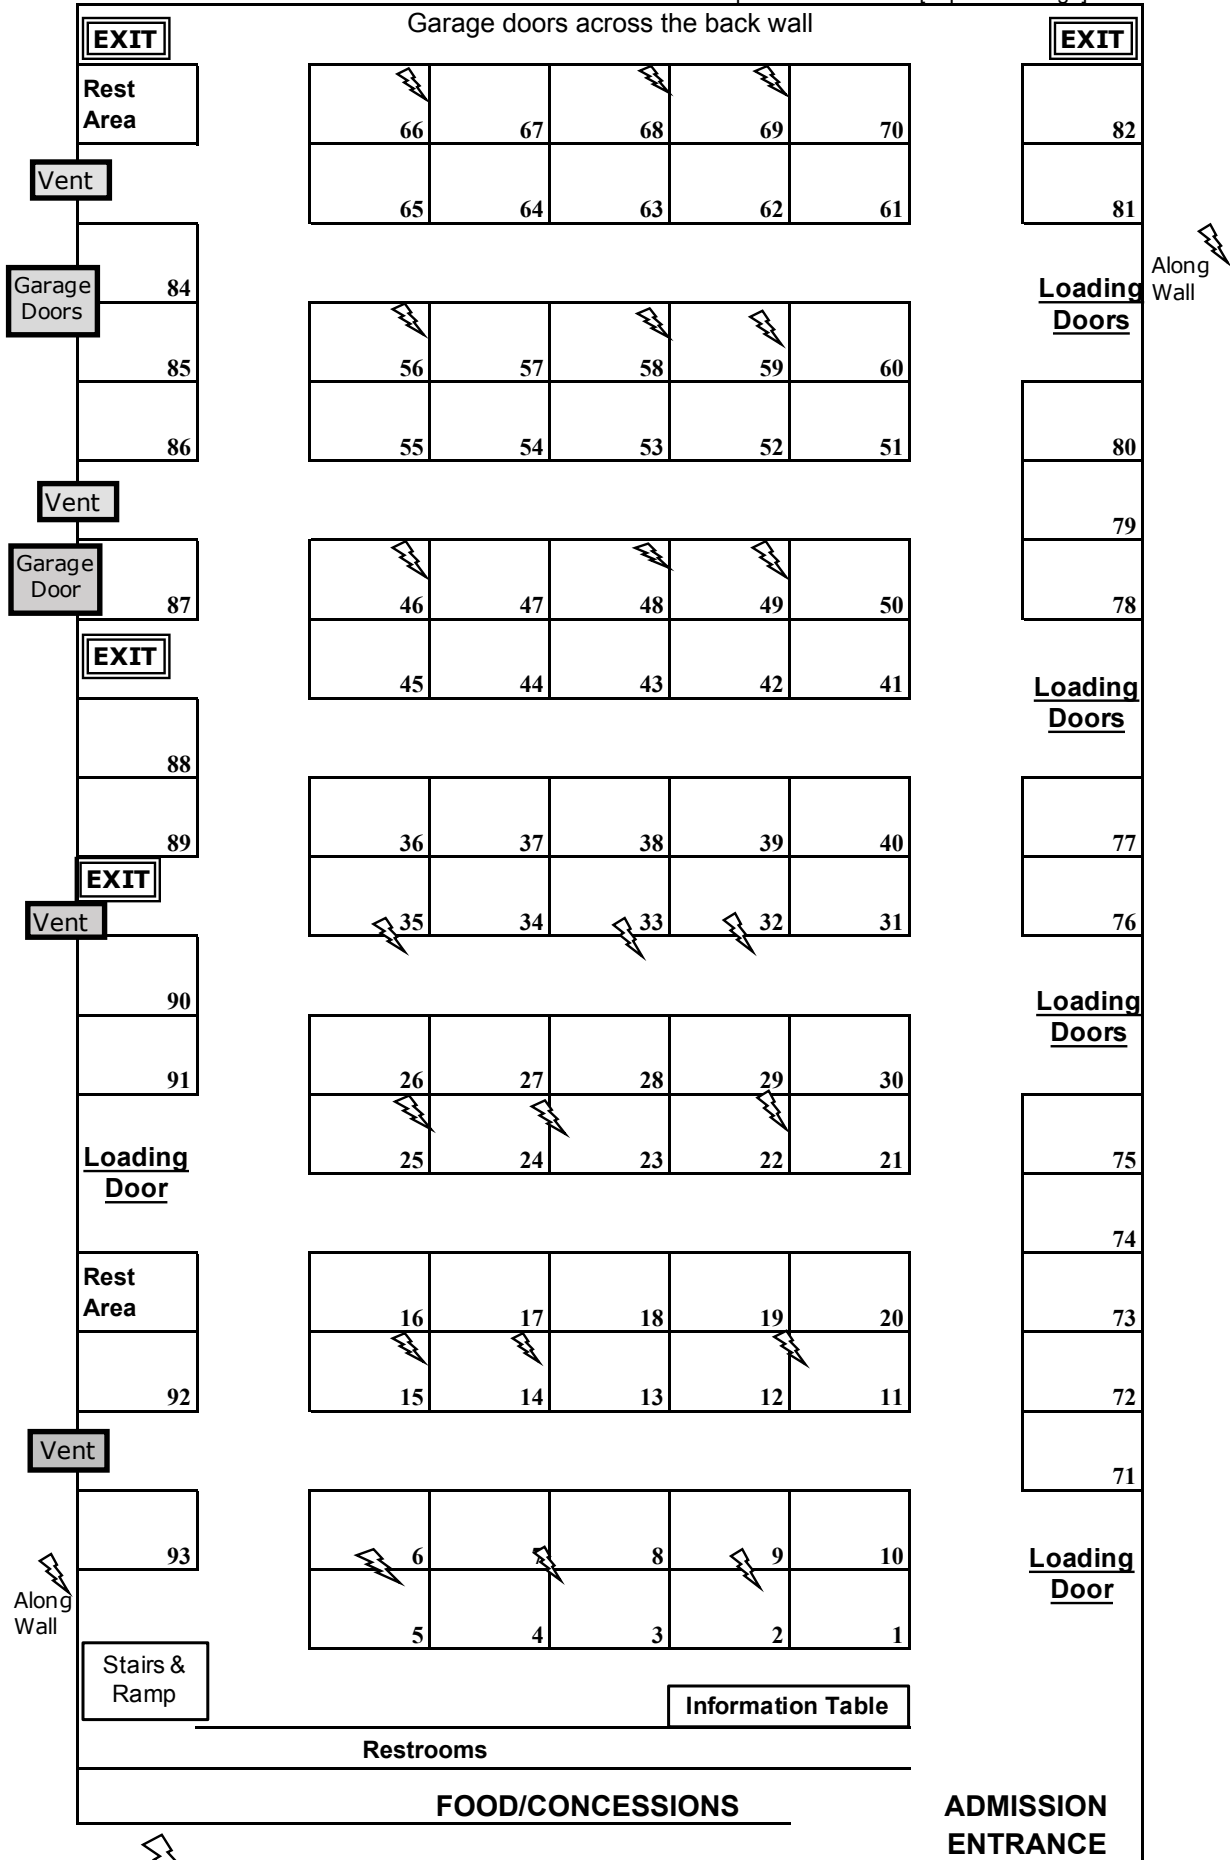 Garage doors across the back wall
EXIT
EXIT
Rest
Area
66 67 68 69 70
82
Vent
65 64 63 62 61
81
84
Garage
Doors
Along
Wall
Loading
Doors
85
56 57 58 59 60
86
55 54 53 52 51
80
Vent
79
Garage
Door
87
46 47 48 49 50
78
EXIT
45 44 43 42 41
Loading
Doors
88
89
36 37 38 39 40
77
EXIT
Vent
35 34 33 32 31
76
90
Loading
Doors
91
26 27 28 29 30
Loading
Door
25 24 23 22 21
75
74
Rest
Area
16 17 18 19 20
73
92
15 14 13 12 11
72
Vent
71
93
6 7 8 9 10
Loading
Door
Along
Wall
5 4 3 2 1
Stairs &
Ramp
Information Table
Restrooms
FOOD/CONCESSIONS
ADMISSION
ENTRANCE